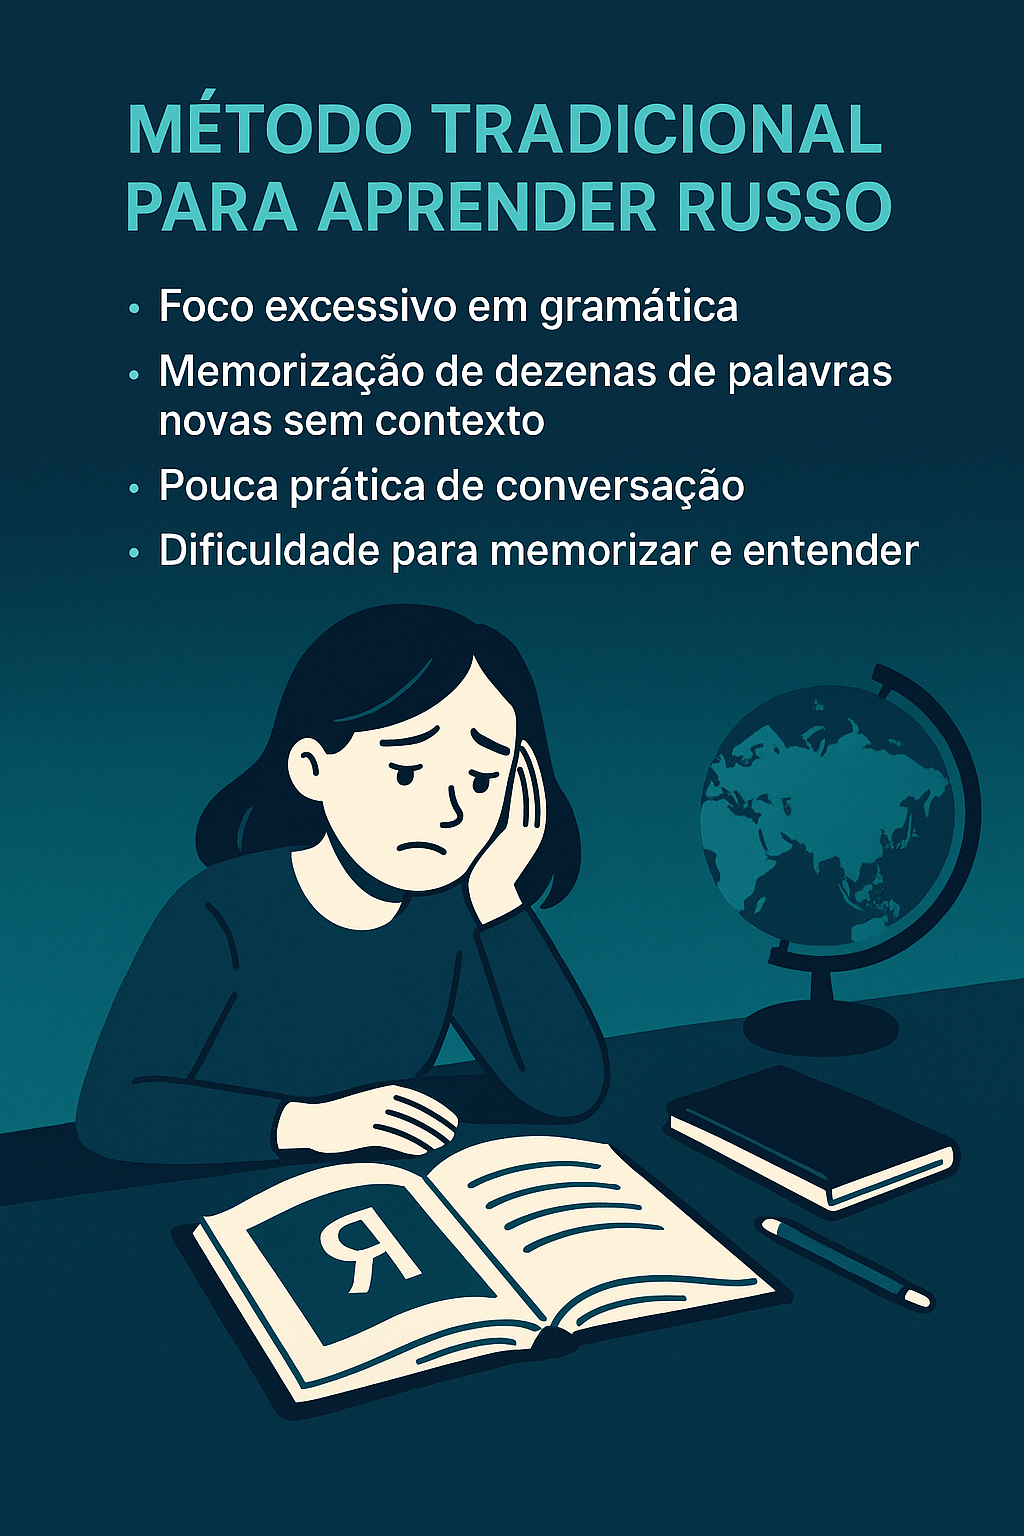 MÉTODO TRADICIONAL
PARA APRENDER RUSSO
• Foco excessivo em gramática
• Memorização de dezenas de palavras
novas sem contexto
• Pouca prática de conversação
• Dificuldade para memorizar e entender
Я